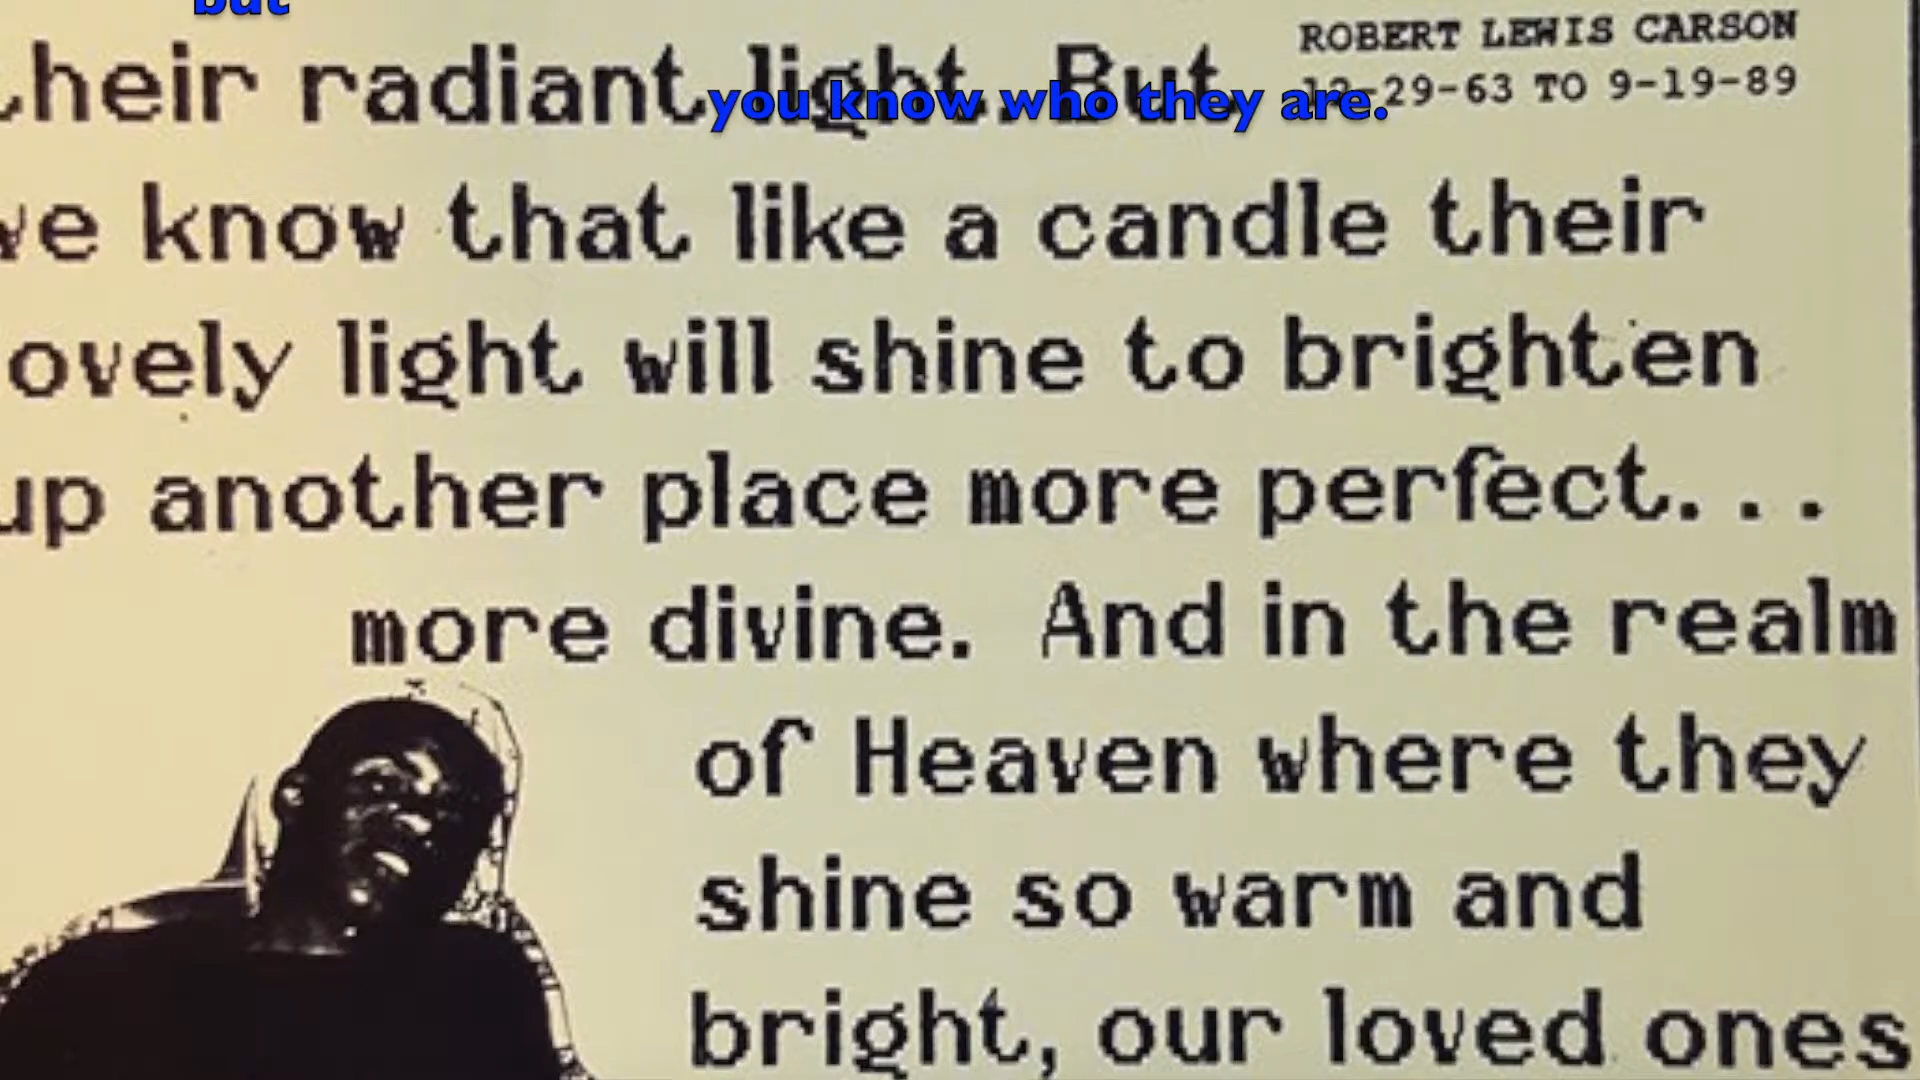 but
ROBERT LEWIS CARSON
12-29-63 TO 9-19-89
their radiant light. But
you know who they are.
we know that like a candle their
lovely light will shine to brighten
up another place more perfect...
more divine. And in the realm
of Heaven where they
shine so warm and
bright, our loved ones